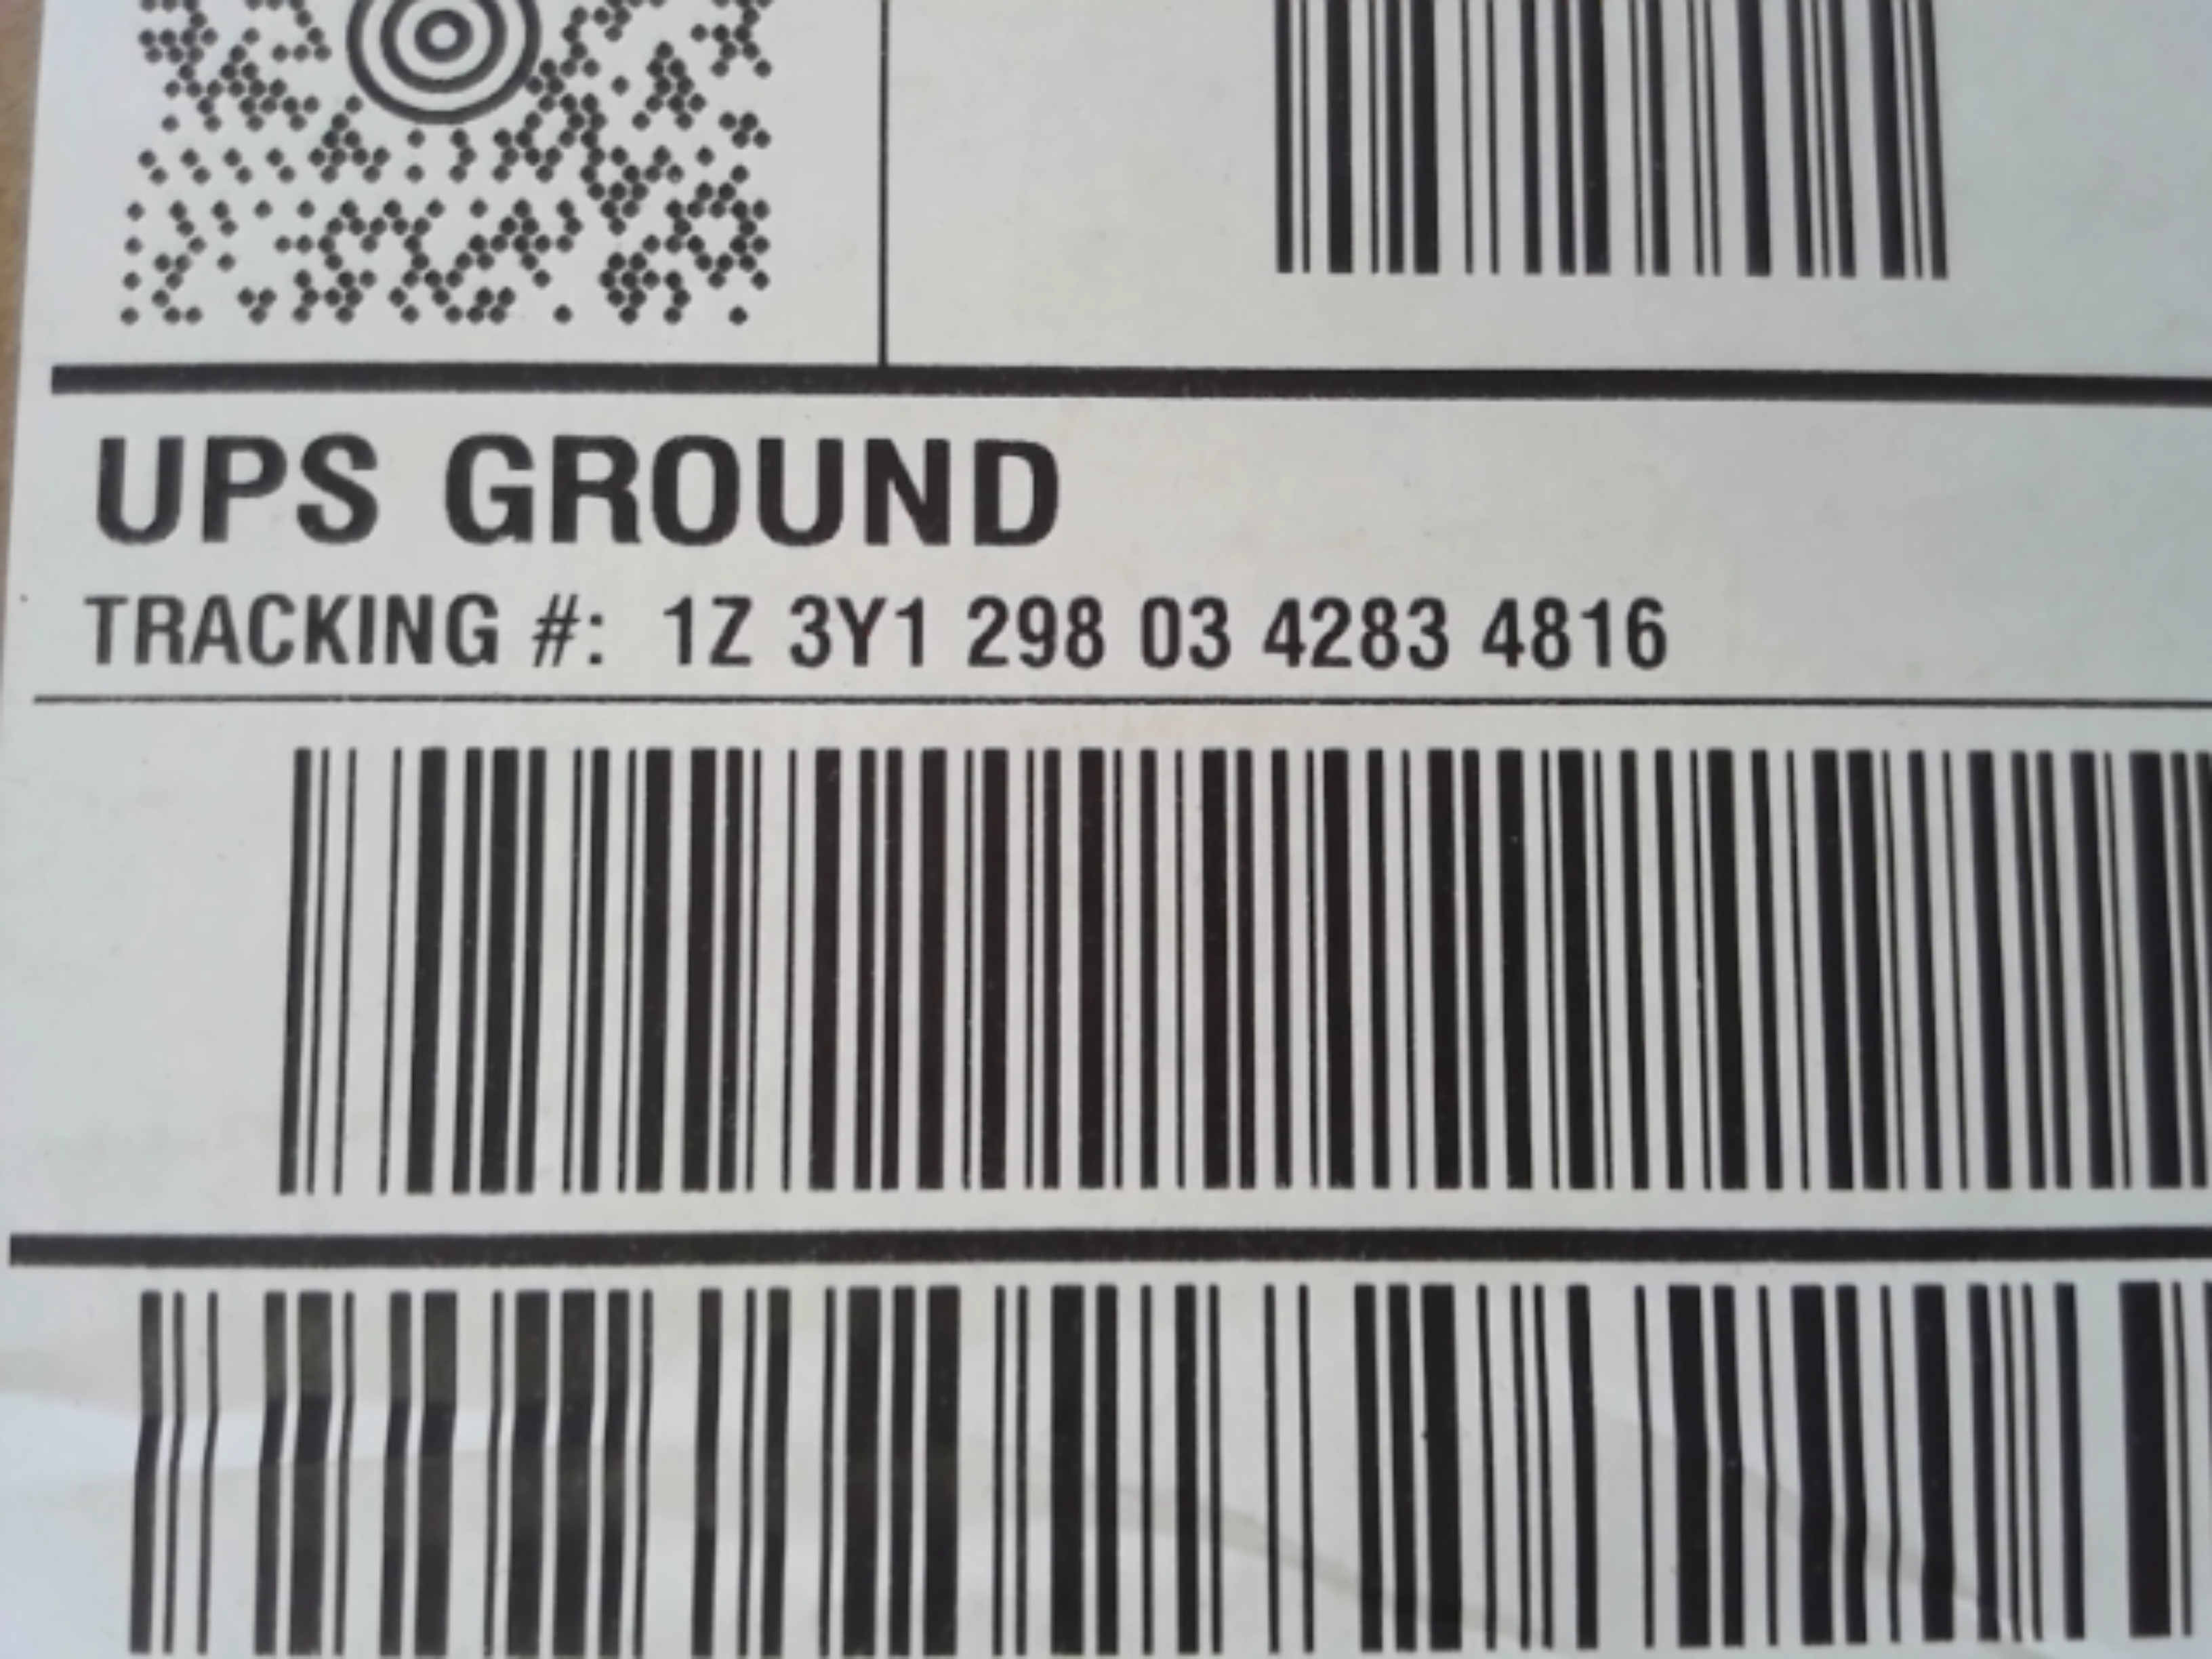 UPS GROUND
TRACKING #: 1Z 3Y1 298 03 4283 4816